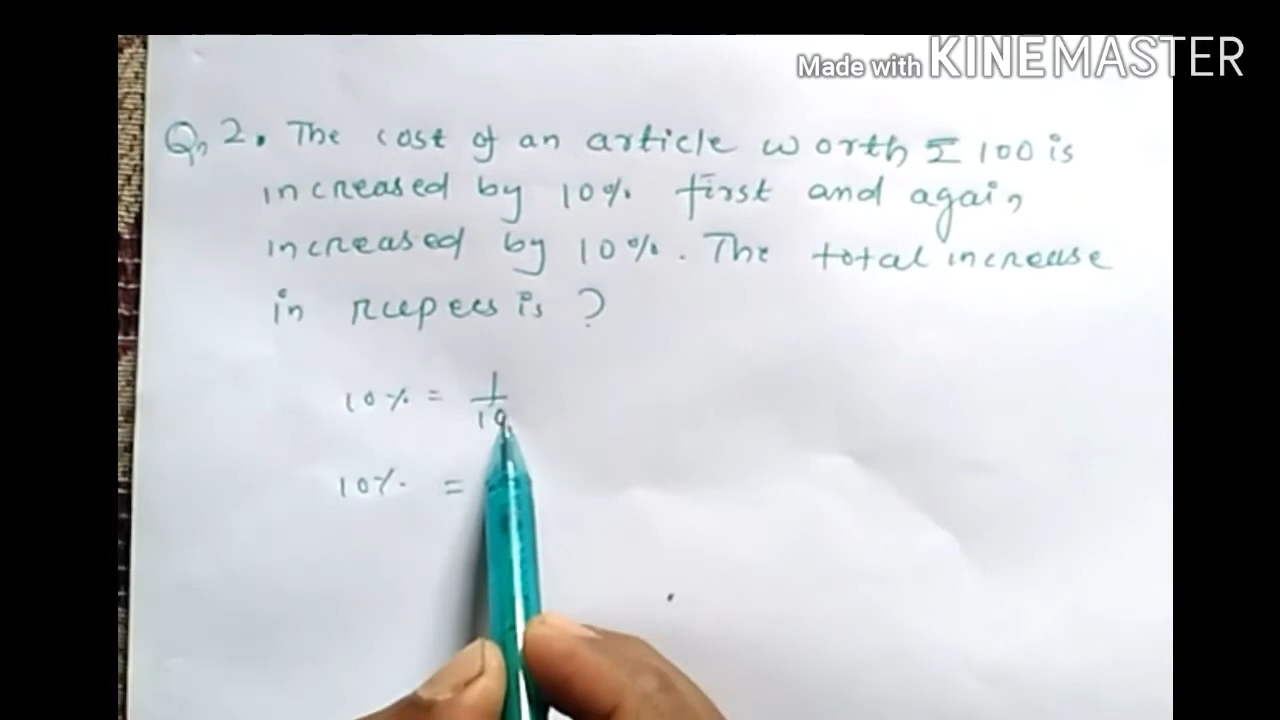 Made with KINEMASTER
Qn 2. The cost of an article worth ₹ 100 is
increased by 10% first and again
increased by 10%. The total increase
in rupees is ?
10% = 1/10
10% =